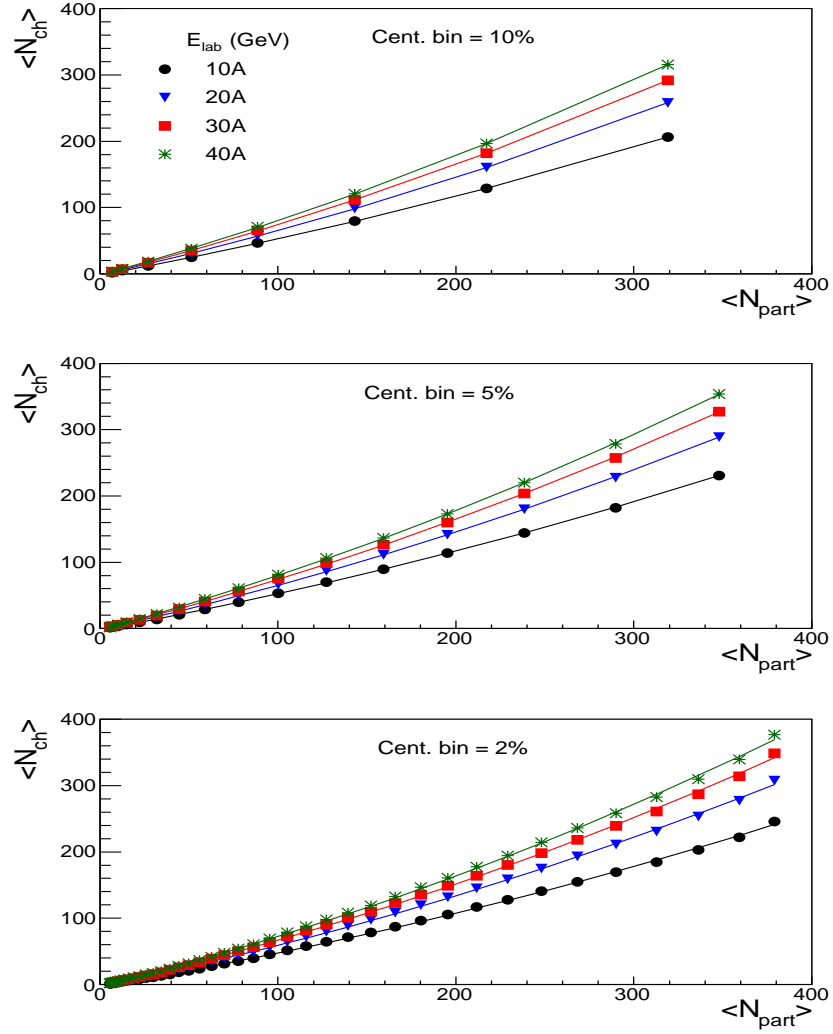 400
300
200
100
0
<N_ch>
E_lab (GeV)
10A
20A
30A
40A
Cent. bin = 10%
0 100 200 300 400
<N_part>
400
300
200
100
0
<N_ch>
Cent. bin = 5%
0 100 200 300 400
<N_part>
400
300
200
100
0
<N_ch>
Cent. bin = 2%
0 100 200 300 400
<N_part>